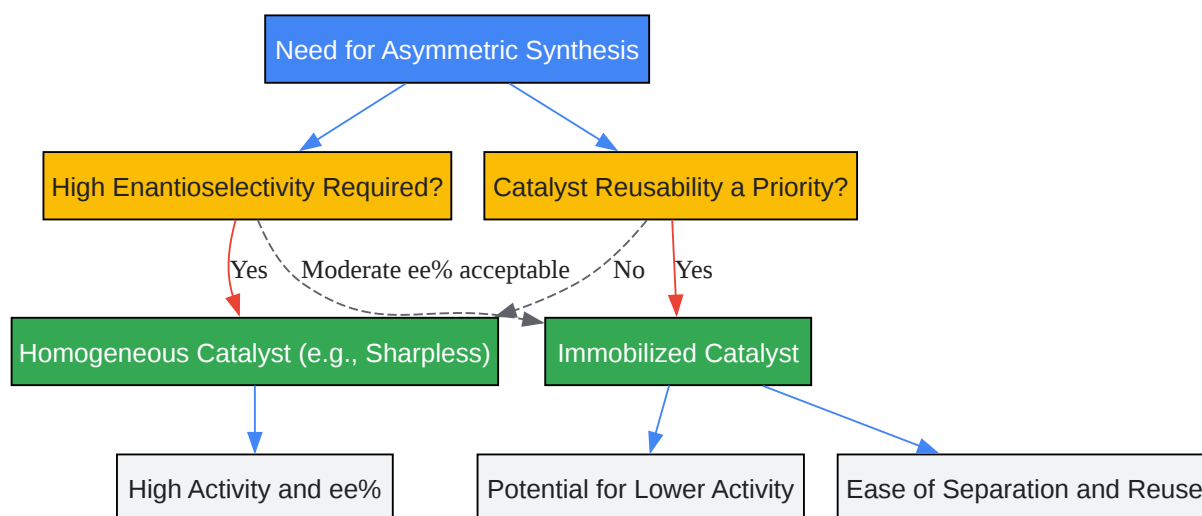 Need for Asymmetric Synthesis
High Enantioselectivity Required?
Catalyst Reusability a Priority?
Yes
Moderate ee% acceptable
No
Yes
Homogeneous Catalyst (e.g., Sharpless)
Immobilized Catalyst
High Activity and ee%
Potential for Lower Activity
Ease of Separation and Reuse